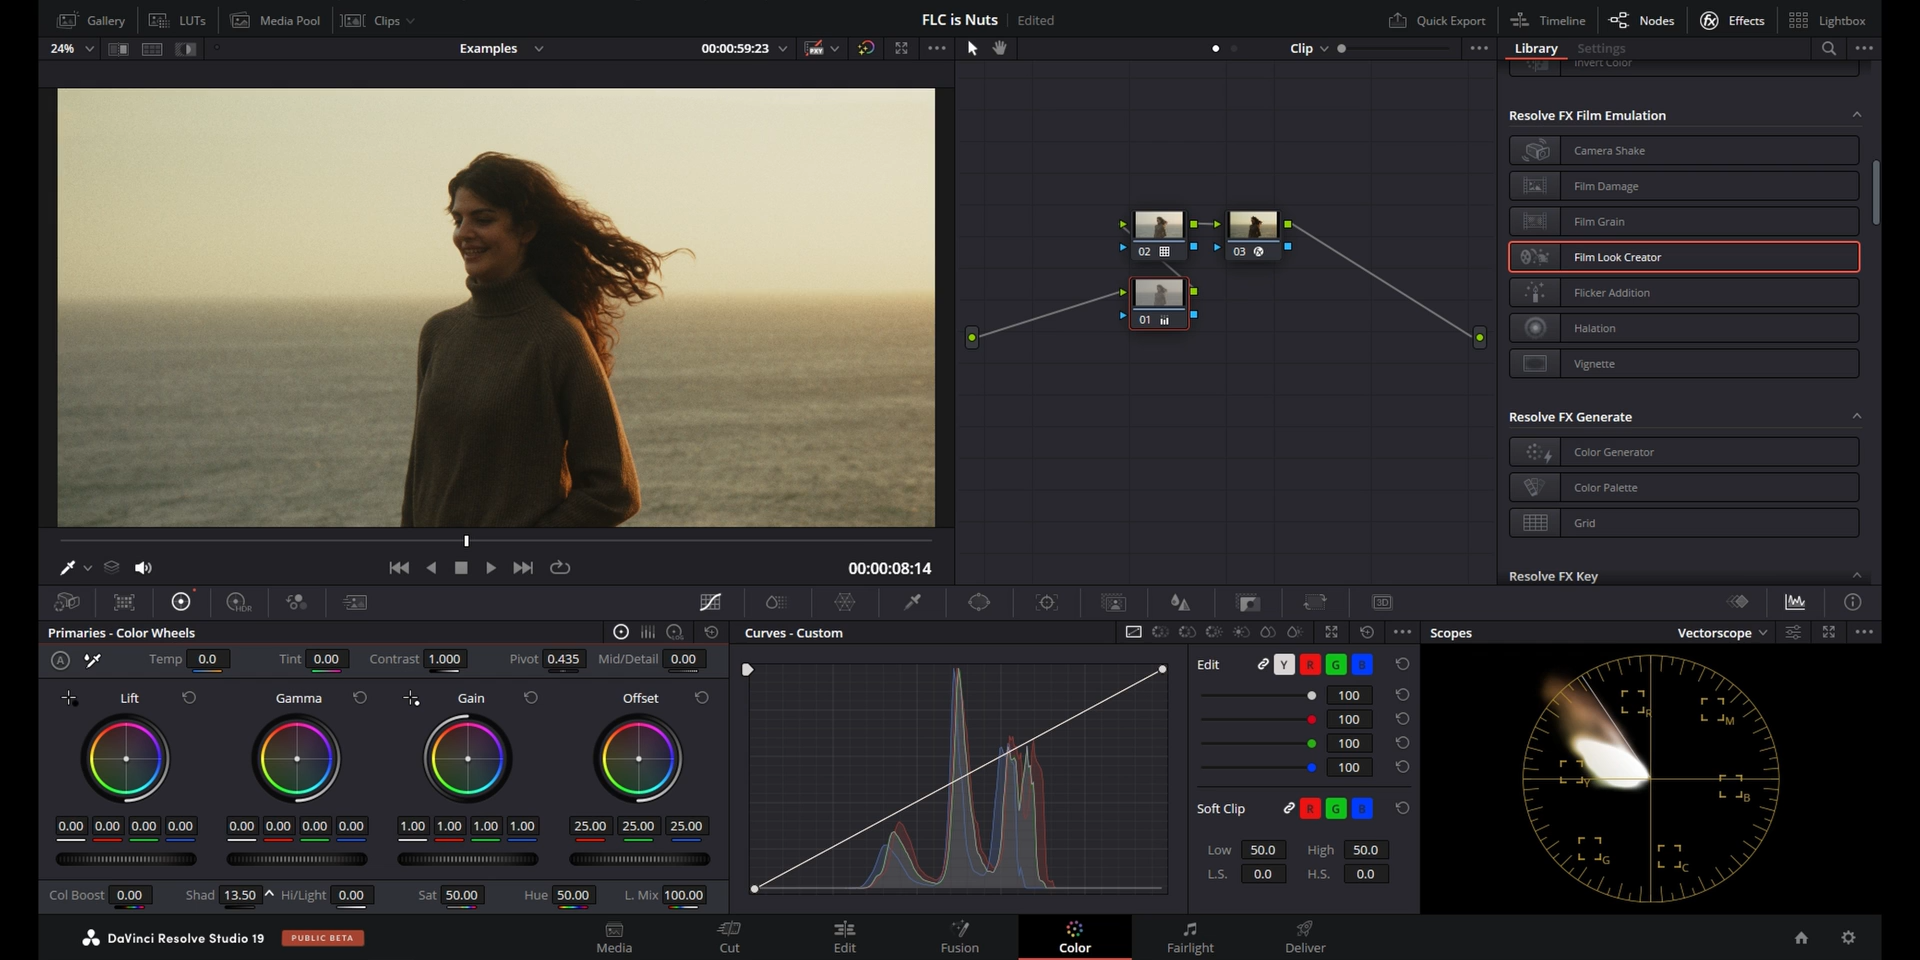 Gallery LUTs Media Pool Clips FLC is Nuts Edited Quick Export Timeline Nodes Effects Lightbox
24% Examples 00:00:59:23 Clip Library Settings
Invert Color
Resolve FX Film Emulation
Camera Shake
Film Damage
Film Grain
Film Look Creator
Flicker Addition
Halation
Vignette
Resolve FX Generate
Color Generator
Color Palette
Grid
Resolve FX Key
02 03
01
00:00:08:14
HDR 3D
Primaries - Color Wheels LOG
A Temp 0.0 Tint 0.00 Contrast 1.000 Pivot 0.435 Mid/Detail 0.00
Lift Gamma Gain Offset
0.00 0.00 0.00 0.00 0.00 0.00 0.00 0.00 1.00 1.00 1.00 1.00 25.00 25.00 25.00
Col Boost 0.00 Shad 13.50 Hi/Light 0.00 Sat 50.00 Hue 50.00 L. Mix 100.00
Curves - Custom
Edit Y R G B
100
100
100
100
Soft Clip R G B
Low 50.0 High 50.0
L.S. 0.0 H.S. 0.0
Scopes Vectorscope
R M
Y B
G C
DaVinci Resolve Studio 19 PUBLIC BETA Media Cut Edit Fusion Color Fairlight Deliver